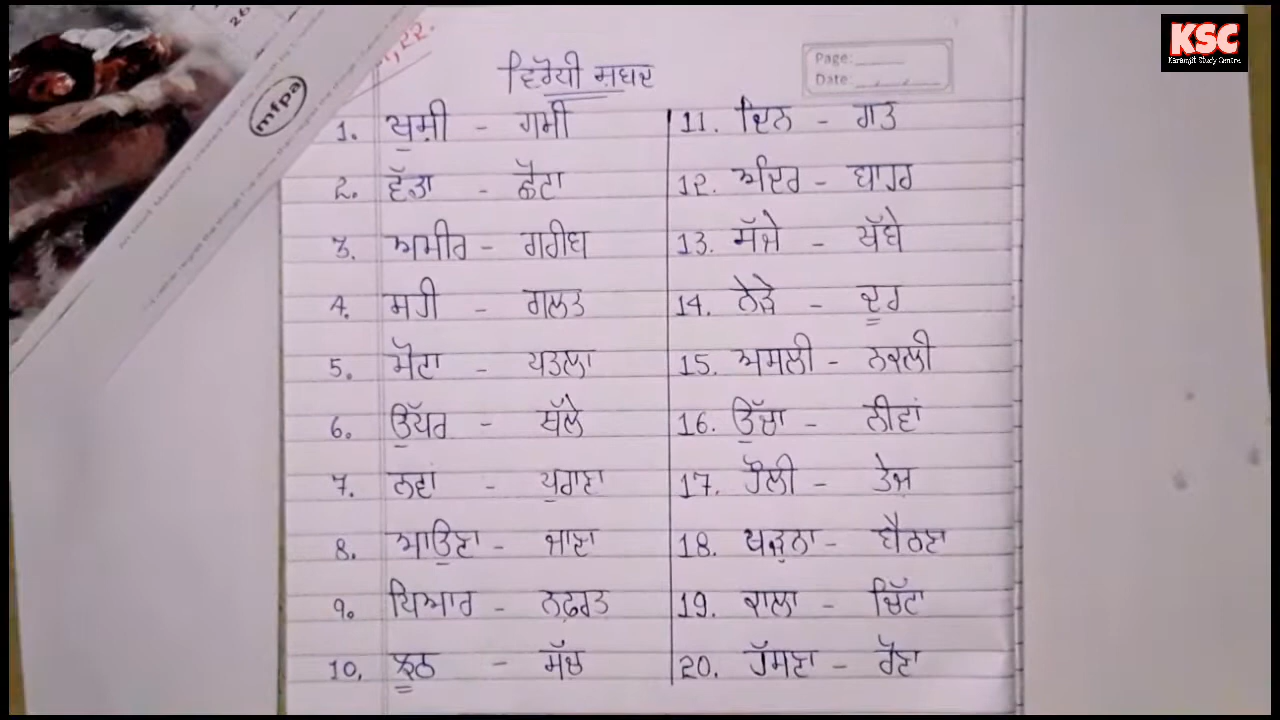 26
mfpa
,22.
KSC
Karamjit Study Centre
Page:
Date:
ਵਿਰੋਧੀ ਸ਼ਬਦ
1. ਖੁਸ਼ੀ - ਗਮੀ
2. ਵੱਡਾ - ਛੋਟਾ
3. ਅਮੀਰ - ਗਰੀਬ
4. ਸਹੀ - ਗਲਤ
5. ਮੋਟਾ - ਪਤਲਾ
6. ਉੱਪਰ - ਥੱਲੇ
7. ਨਵਾਂ - ਪੁਰਾਣਾ
8. ਆਉਣਾ - ਜਾਣਾ
9. ਪਿਆਰ - ਨਫ਼ਰਤ
10. ਝੂਠ - ਸੱਚ
11. ਦਿਨ - ਰਾਤ
12. ਅੰਦਰ - ਬਾਹਰ
13. ਸੱਜੇ - ਖੱਬੇ
14. ਨੇੜੇ - ਦੂਰ
15. ਅਸਲੀ - ਨਕਲੀ
16. ਉੱਚਾ - ਨੀਵਾਂ
17. ਹੌਲੀ - ਤੇਜ਼
18. ਖੜ੍ਹਨਾ - ਬੈਠਣਾ
19. ਕਾਲਾ - ਚਿੱਟਾ
20. ਹੱਸਣਾ - ਰੋਣਾ